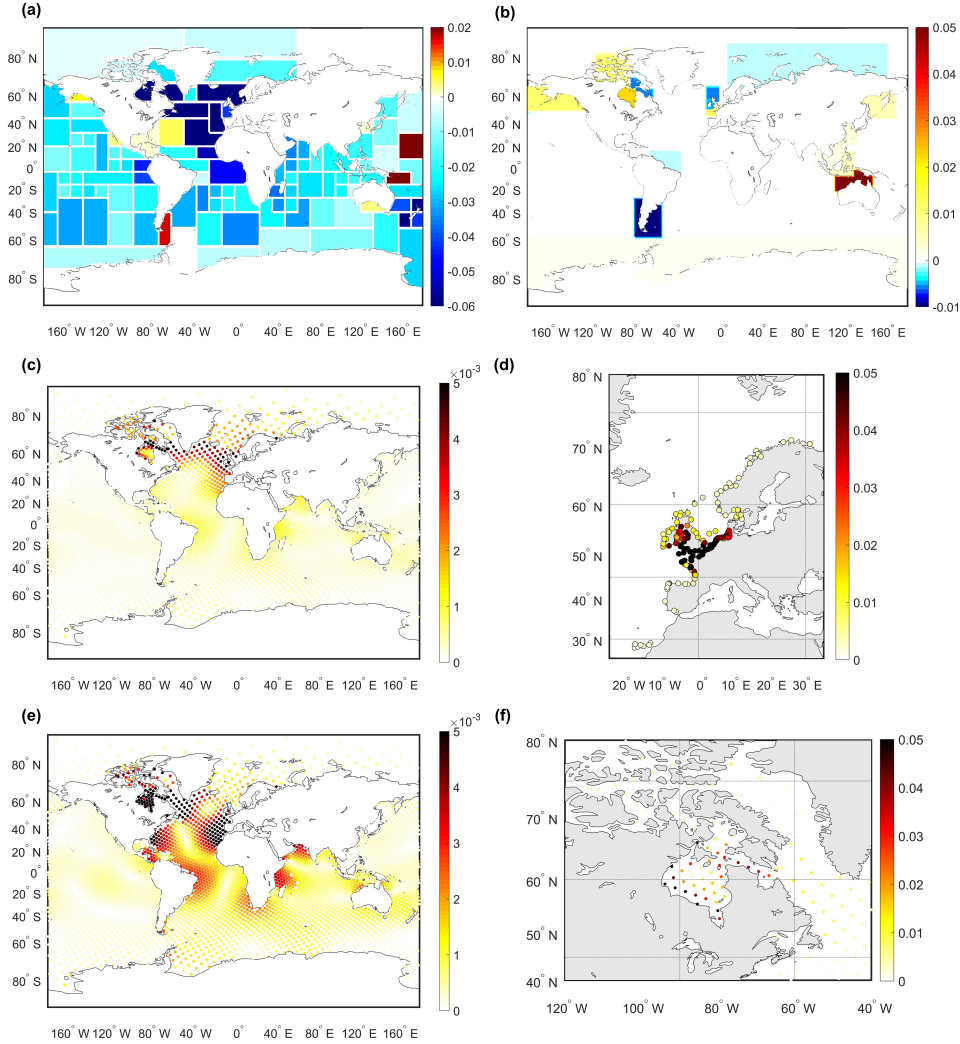 (a)
80° N
60° N
40° N
20° N
0°
20° S
40° S
60° S
80° S
160° W 120° W 80° W 40° W 0° 40° E 80° E 120° E 160° E
0.02
0.01
0
-0.01
-0.02
-0.03
-0.04
-0.05
-0.06
(b)
80° N
60° N
40° N
20° N
0°
20° S
40° S
60° S
80° S
160° W 120° W 80° W 40° W 0° 40° E 80° E 120° E 160° E
0.05
0.04
0.03
0.02
0.01
0
-0.01
(c)
80° N
60° N
40° N
20° N
0°
20° S
40° S
60° S
80° S
160° W 120° W 80° W 40° W 0° 40° E 80° E 120° E 160° E
×10⁻³
5
4
3
2
1
0
(d)
80° N
70° N
60° N
50° N
40° N
30° N
20° W 10° W 0° 10° E 20° E 30° E
0.05
0.04
0.03
0.02
0.01
0
(e)
80° N
60° N
40° N
20° N
0°
20° S
40° S
60° S
80° S
160° W 120° W 80° W 40° W 0° 40° E 80° E 120° E 160° E
×10⁻³
5
4
3
2
1
0
(f)
80° N
70° N
60° N
50° N
40° N
120° W 100° W 80° W 60° W 40° W
0.05
0.04
0.03
0.02
0.01
0